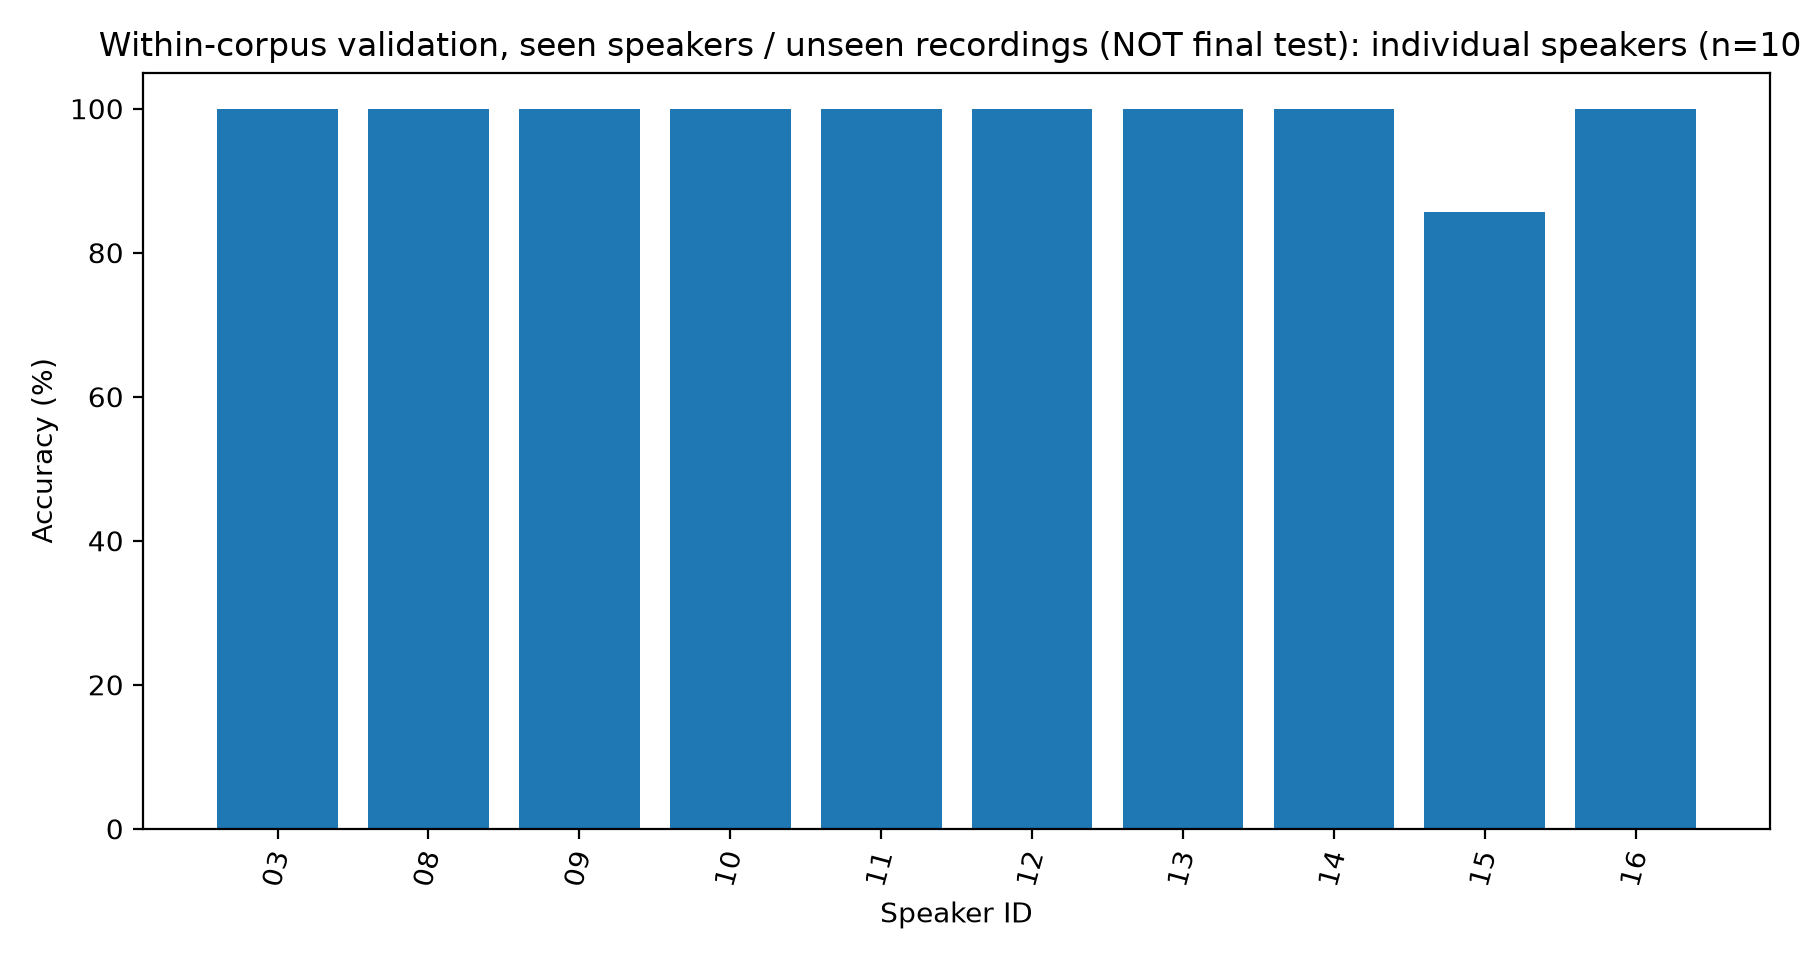 Within-corpus validation, seen speakers / unseen recordings (NOT final test): individual speakers (n=10
100
80
60
40
20
0
Accuracy (%)
03 08 09 10 11 12 13 14 15 16
Speaker ID